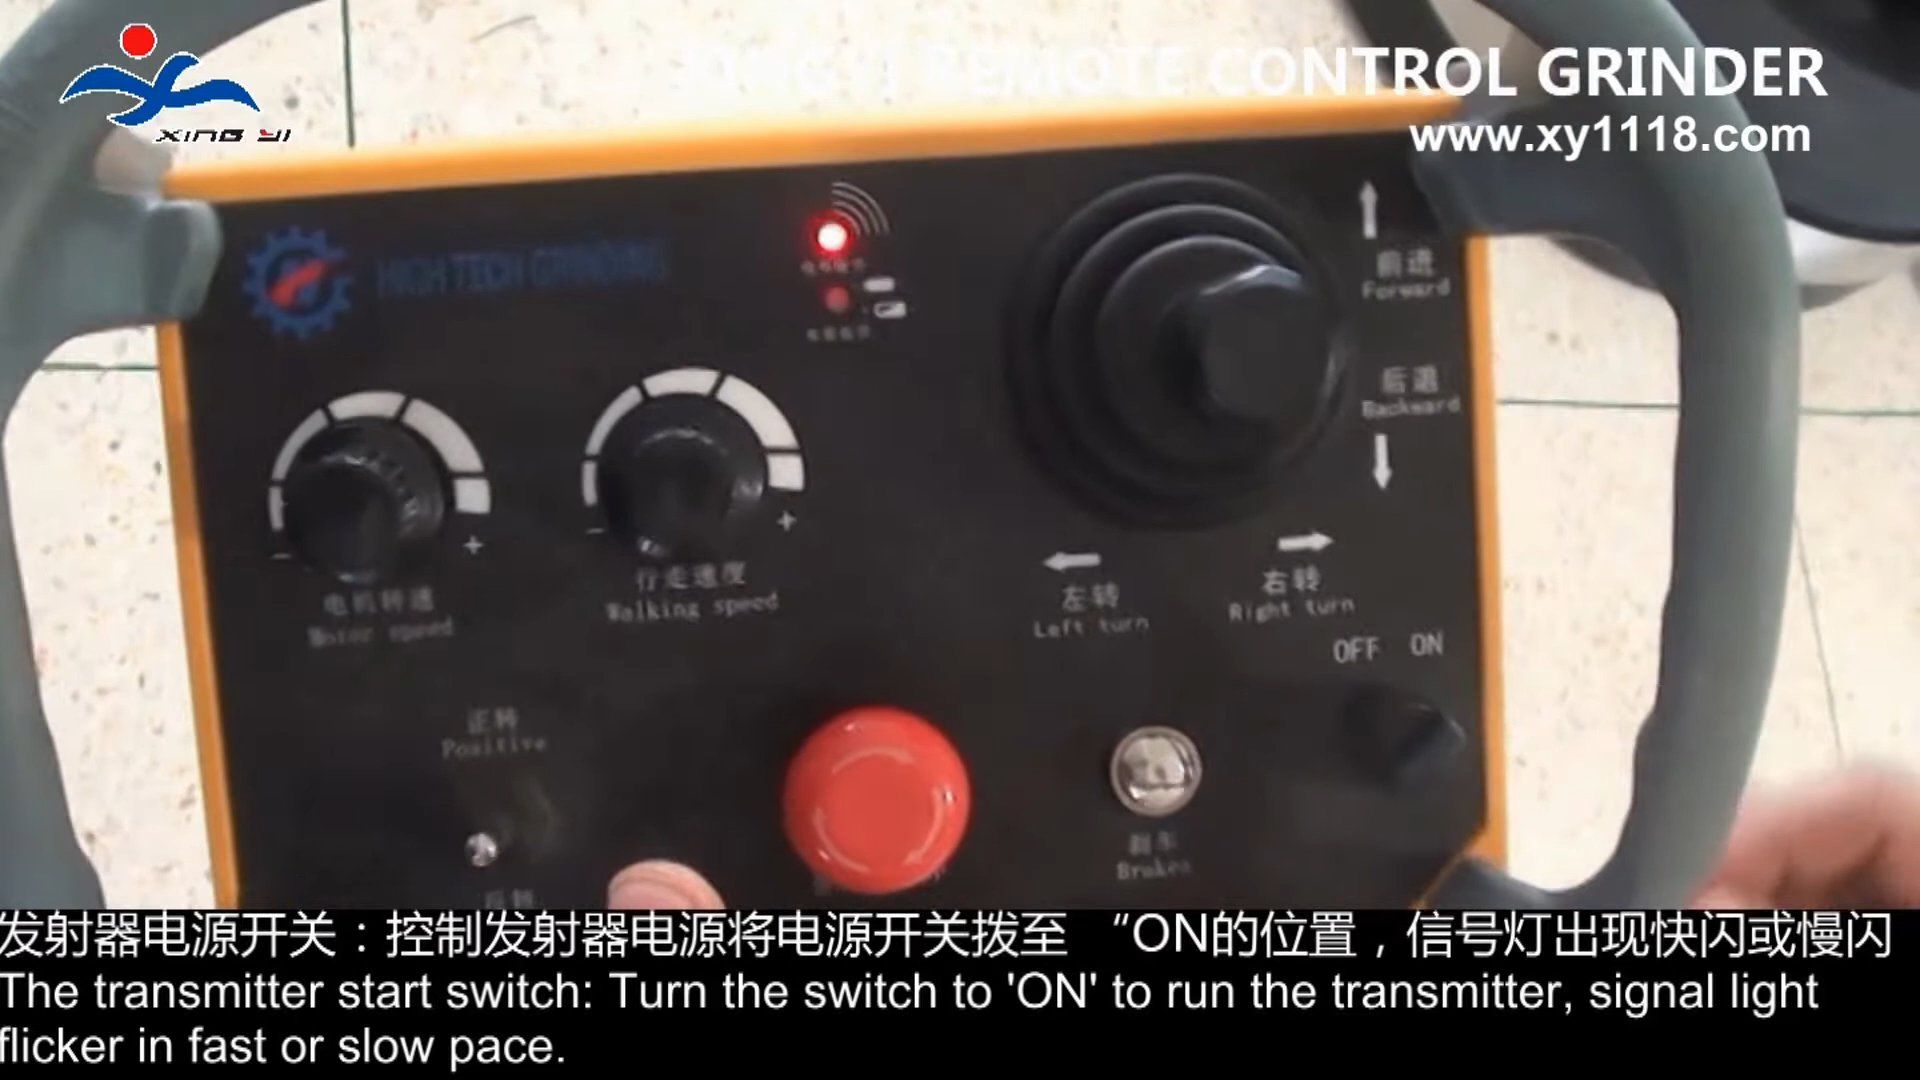 XING YI
REMOTE CONTROL GRINDER
www.xy1118.com
HIGH TECH GRINDING
前进
Forward
后退
Backward
+
+
电机转速
Motor speed
行走速度
Walking speed
左转
Left turn
右转
Right turn
OFF ON
正转
Positive
刹车
Brakes
发射器电源开关：控制发射器电源将电源开关拨至 “ON的位置，信号灯出现快闪或慢闪
The transmitter start switch: Turn the switch to 'ON' to run the transmitter, signal light
flicker in fast or slow pace.